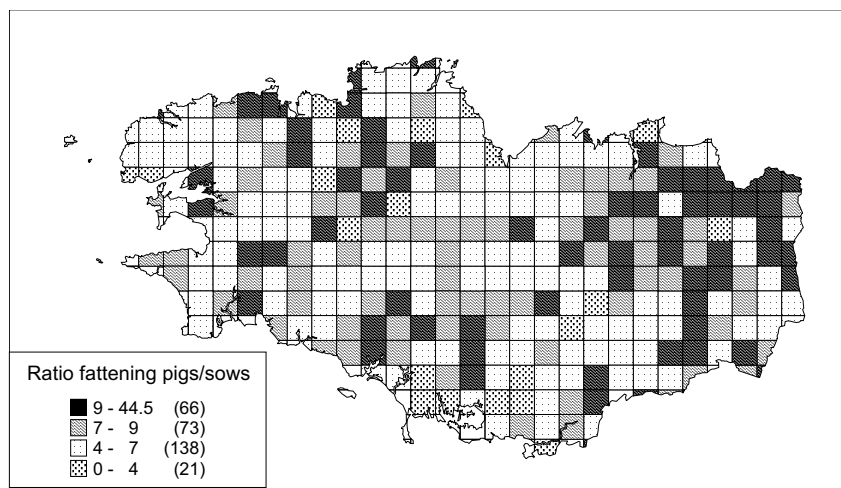 Ratio fattening pigs/sows
9 - 44.5 (66)
7 - 9 (73)
4 - 7 (138)
0 - 4 (21)